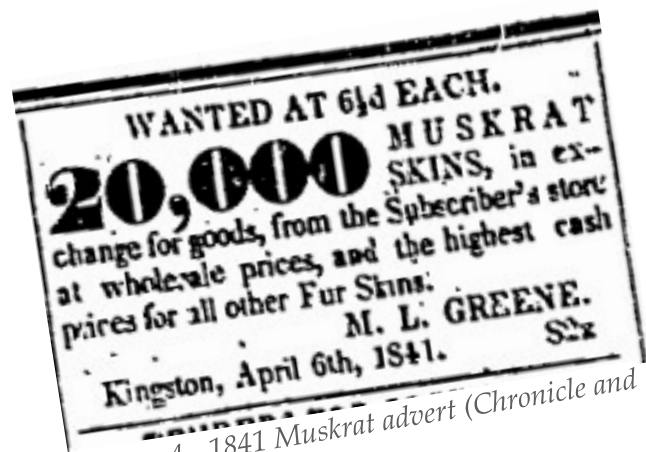 WANTED AT 6½d EACH.
20,000 MUSKRAT
SKINS, in ex-
change for goods, from the Subscriber's store
at wholesale prices, and the highest cash
prices for all other Fur Skins.
M. L. GREENE.
Kingston, April 6th, 1841.
4 1841 Muskrat advert (Chronicle and